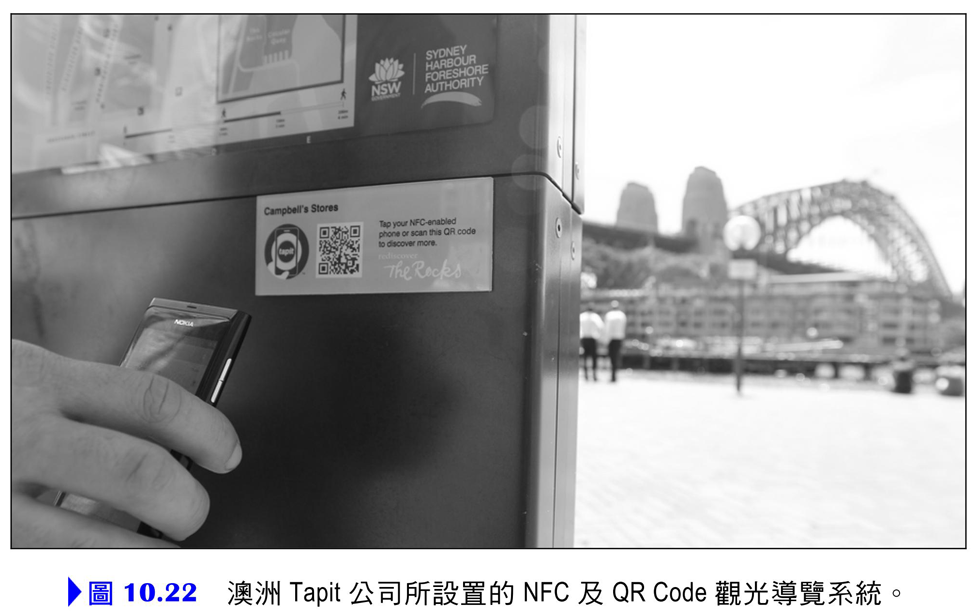 NSW
SYDNEY
HARBOUR
FORESHORE
AUTHORITY
Campbell's Stores
tapit
Tap your NFC-enabled
phone or scan this QR code
to discover more.
The Rocks
NOKIA
圖 10.22 澳洲 Tapit 公司所設置的 NFC 及 QR Code 觀光導覽系統。